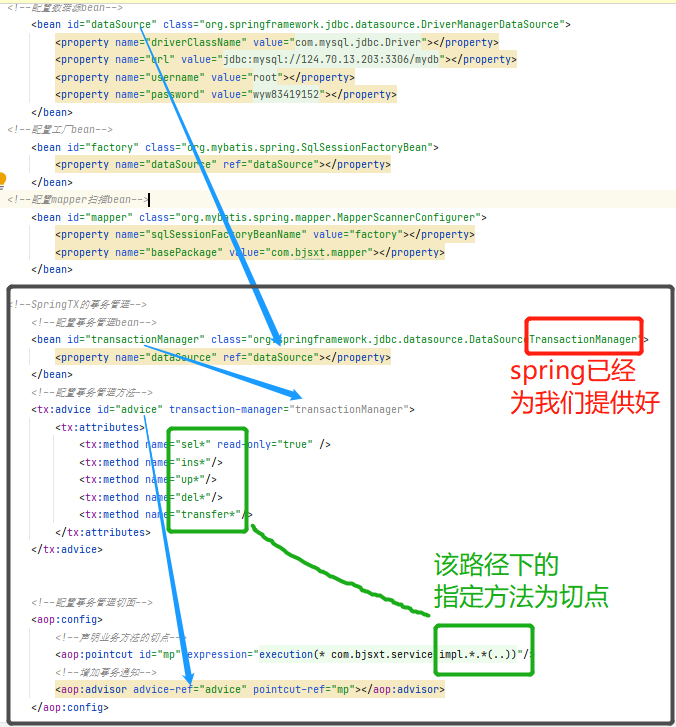 <!--配置数据源bean-->
<bean id="dataSource" class="org.springframework.jdbc.datasource.DriverManagerDataSource">
<property name="driverClassName" value="com.mysql.jdbc.Driver"></property>
<property name="url" value="jdbc:mysql://124.70.13.203:3306/mydb"></property>
<property name="username" value="root"></property>
<property name="password" value="wyw83419152"></property>
</bean>
<!--配置工厂bean-->
<bean id="factory" class="org.mybatis.spring.SqlSessionFactoryBean">
<property name="dataSource" ref="dataSource"></property>
</bean>
<!--配置mapper扫描bean-->
<bean id="mapper" class="org.mybatis.spring.mapper.MapperScannerConfigurer">
<property name="sqlSessionFactoryBeanName" value="factory"></property>
<property name="basePackage" value="com.bjsxt.mapper"></property>
</bean>
<!--SpringTX的事务管理-->
<!--配置事务管理bean-->
<bean id="transactionManager" class="org.springframework.jdbc.datasource.DataSourceTransactionManager">
<property name="dataSource" ref="dataSource"></property>
</bean>
spring已经
为我们提供好
<!--配置事务管理方法-->
<tx:advice id="advice" transaction-manager="transactionManager">
<tx:attributes>
<tx:method name="sel*" read-only="true" />
<tx:method name="ins*"/>
<tx:method name="up*"/>
<tx:method name="del*"/>
<tx:method name="transfer*"/>
</tx:attributes>
</tx:advice>
该路径下的
指定方法为切点
<!--配置事务管理切面-->
<aop:config>
<!--声明业务方法的切点-->
<aop:pointcut id="mp" expression="execution(* com.bjsxt.service.impl.*.*(..))"/>
<!--增加事务通知-->
<aop:advisor advice-ref="advice" pointcut-ref="mp"></aop:advisor>
</aop:config>